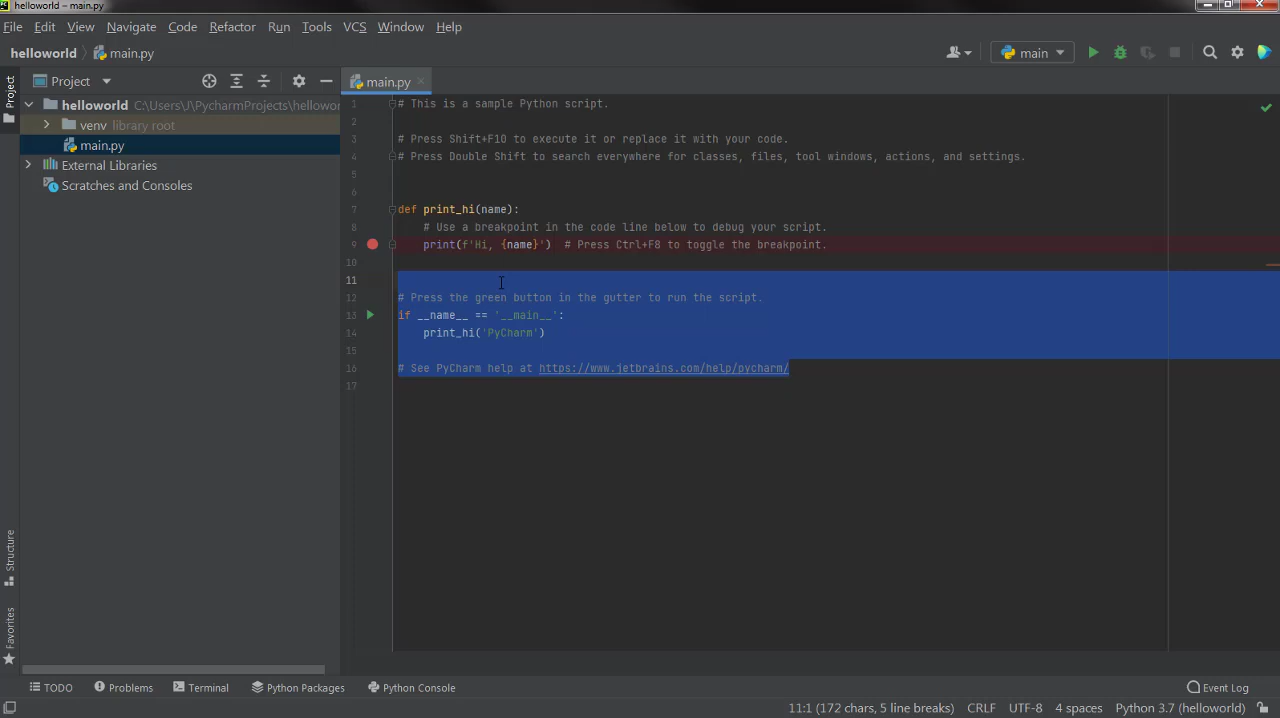 helloworld – main.py
File Edit View Navigate Code Refactor Run Tools VCS Window Help
helloworld main.py main
Project Project main.py
helloworld C:\Users\J\PycharmProjects\hellowor
venv library root
main.py
External Libraries
Scratches and Consoles
1 # This is a sample Python script.
2
3 # Press Shift+F10 to execute it or replace it with your code.
4 # Press Double Shift to search everywhere for classes, files, tool windows, actions, and settings.
5
6
7 def print_hi(name):
8 # Use a breakpoint in the code line below to debug your script.
9 print(f'Hi, {name}') # Press Ctrl+F8 to toggle the breakpoint.
10
11
12 # Press the green button in the gutter to run the script.
13 if __name__ == '__main__':
14 print_hi('PyCharm')
15
16 # See PyCharm help at https://www.jetbrains.com/help/pycharm/
17
Structure
Favorites
TODO Problems Terminal Python Packages Python Console Event Log
11:1 (172 chars, 5 line breaks) CRLF UTF-8 4 spaces Python 3.7 (helloworld)